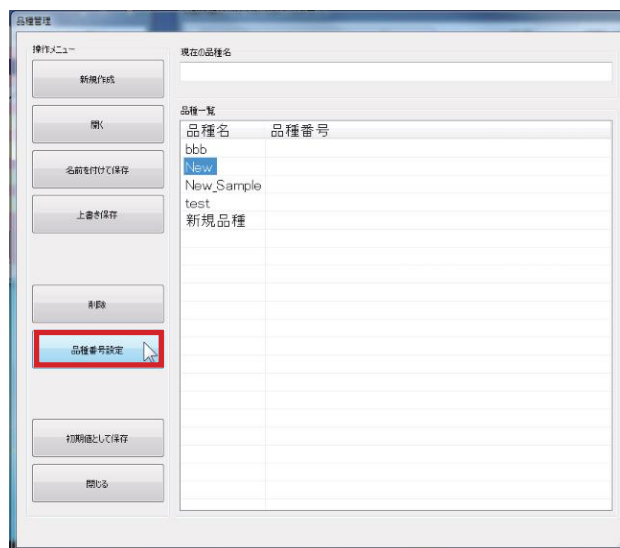 品種管理
操作メニュー
新規作成
開く
名前を付けて保存
上書き保存
削除
品種番号設定
初期値として保存
閉じる
現在の品種名
品種一覧
品種名 品種番号
bbb
New
New_Sample
test
新規品種